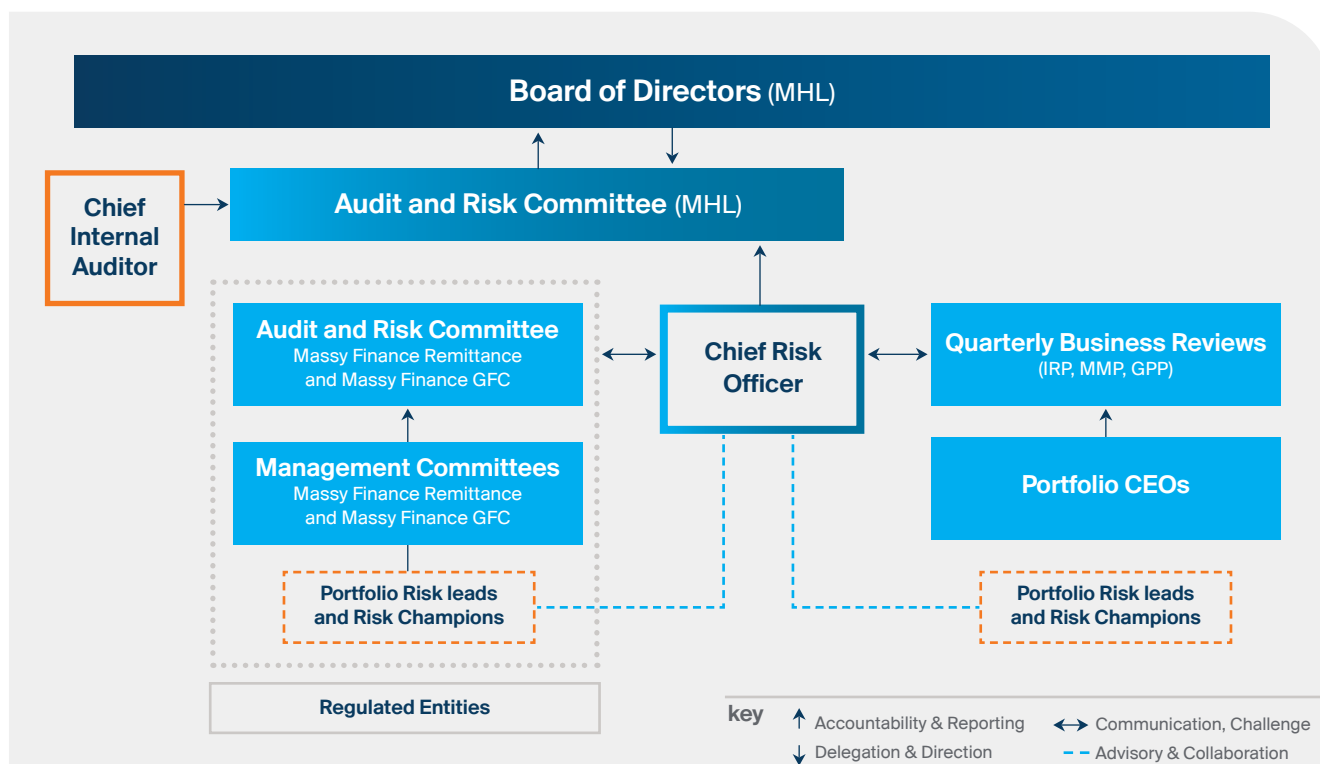 Board of Directors (MHL)
Audit and Risk Committee (MHL)
Chief
Internal
Auditor
Audit and Risk Committee
Massy Finance Remittance
and Massy Finance GFC
Chief Risk
Officer
Quarterly Business Reviews
(IRP, MMP, GPP)
Management Committees
Massy Finance Remittance
and Massy Finance GFC
Portfolio CEOs
Portfolio Risk leads
and Risk Champions
Portfolio Risk leads
and Risk Champions
Regulated Entities
key
Accountability & Reporting
Communication, Challenge
Delegation & Direction
Advisory & Collaboration